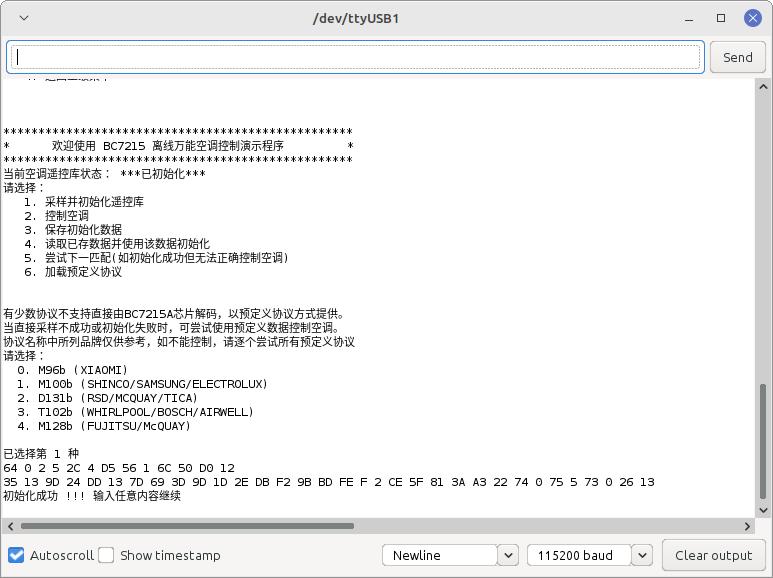 /dev/ttyUSB1
Send
**************************************************
* 欢迎使用 BC7215 离线万能空调控制演示程序 *
**************************************************
当前空调遥控库状态： ***已初始化***
请选择：
1. 采样并初始化遥控库
2. 控制空调
3. 保存初始化数据
4. 读取已存数据并使用该数据初始化
5. 尝试下一匹配(如初始化成功但无法正确控制空调)
6. 加载预定义协议
有少数协议不支持直接由BC7215A芯片解码，以预定义协议方式提供。
当直接采样不成功或初始化失败时，可尝试使用预定义数据控制空调。
协议名称中所列品牌仅供参考，如不能控制，请逐个尝试所有预定义协议
请选择：
0. M96b (XIAOMI)
1. M100b (SHINCO/SAMSUNG/ELECTROLUX)
2. D131b (RSD/MCQUAY/TICA)
3. T102b (WHIRLPOOL/BOSCH/AIRWELL)
4. M128b (FUJITSU/McQUAY)
已选择第 1 种
64 0 2 5 2C 4 D5 56 1 6C 50 D0 12
35 13 9D 24 DD 13 7D 69 3D 9D 1D 2E DB F2 9B BD FE F 2 CE 5F 81 3A A3 22 74 0 75 5 73 0 26 13
初始化成功 !!! 输入任意内容继续
Autoscroll
Show timestamp
Newline
115200 baud
Clear output